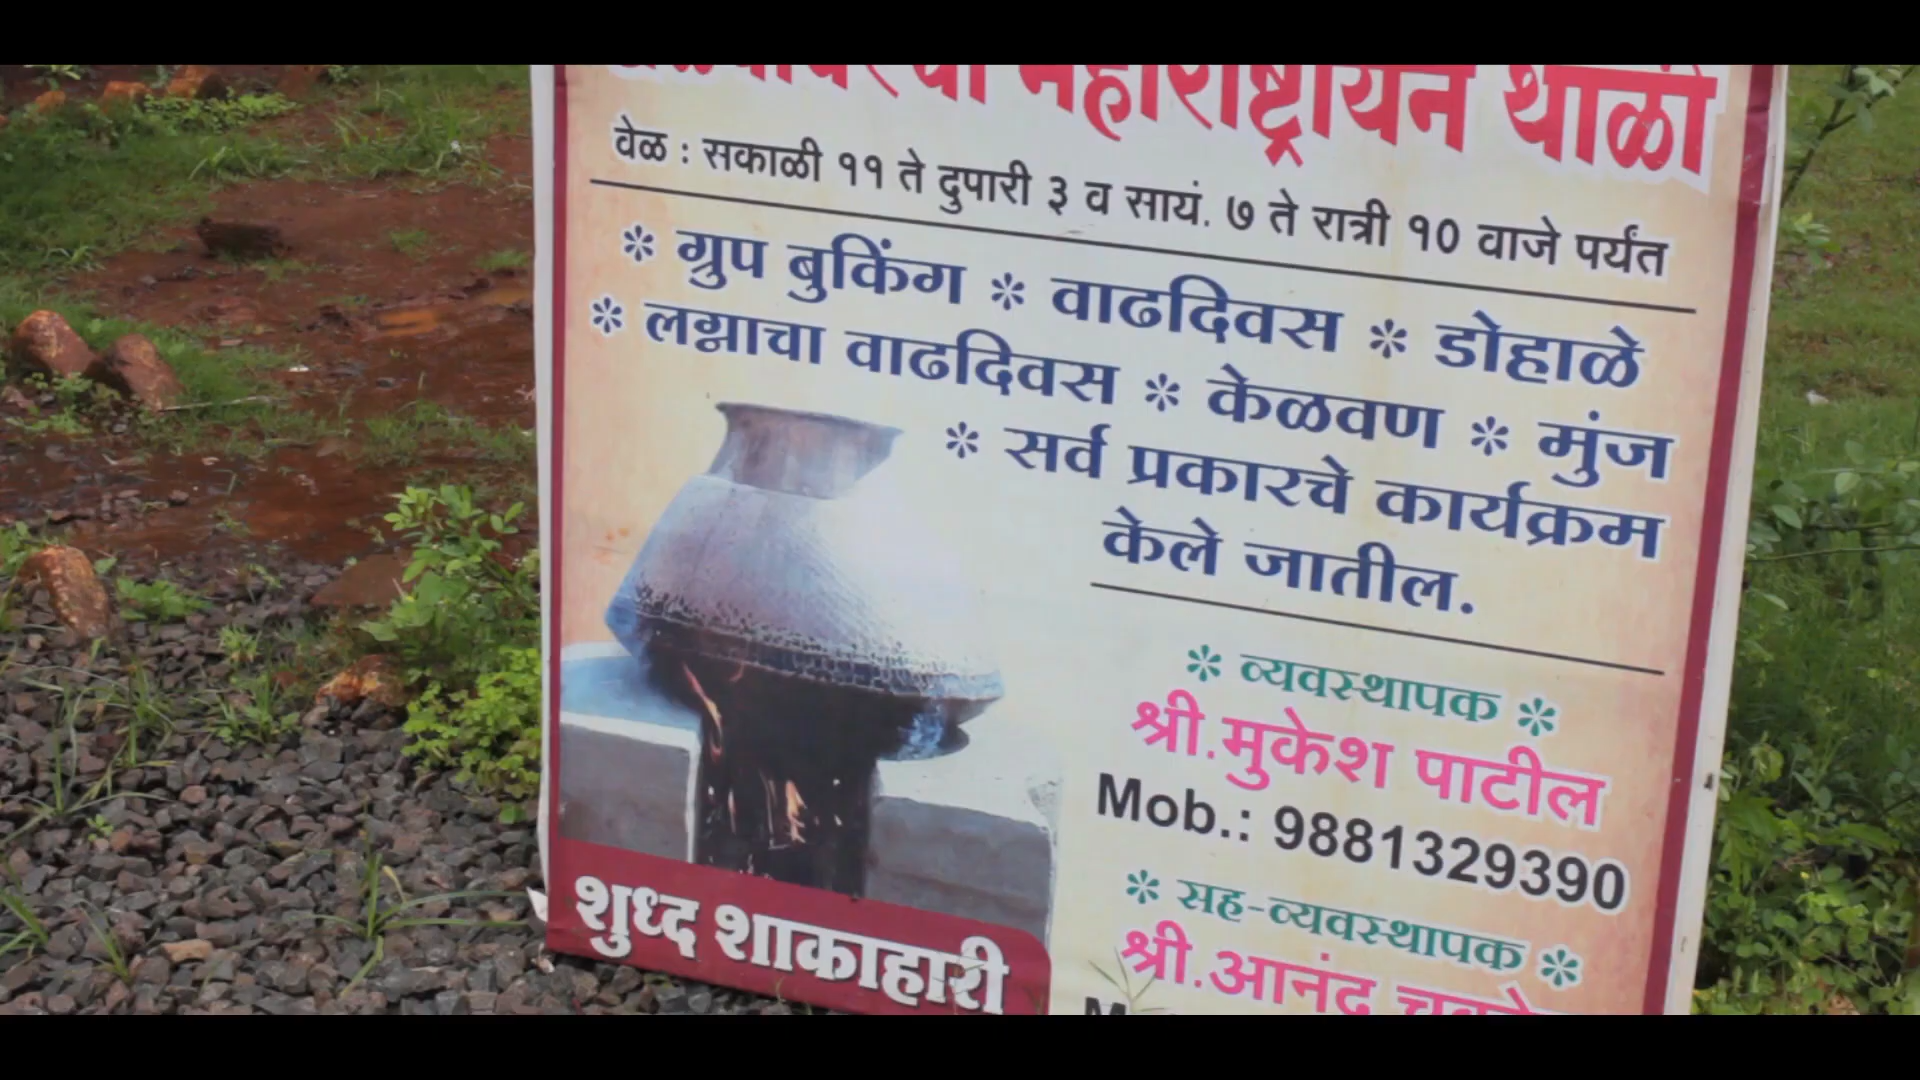 महाराष्ट्रीयन थाळी
वेळ : सकाळी ११ ते दुपारी ३ व सायं. ७ ते रात्री १० वाजे पर्यंत
* ग्रुप बुकिंग * वाढदिवस * डोहाळे
* लग्नाचा वाढदिवस * केळवण * मुंज
* सर्व प्रकारचे कार्यक्रम
केले जातील.
* व्यवस्थापक *
श्री.मुकेश पाटील
Mob.: 9881329390
* सह-व्यवस्थापक *
श्री.आनंद
शुध्द शाकाहारी